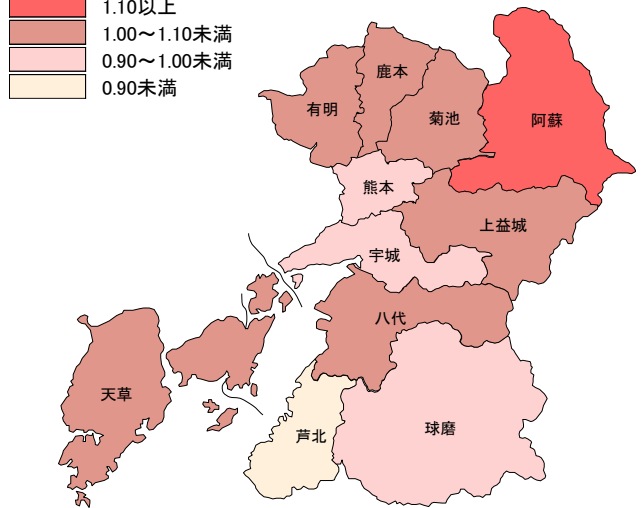 1.10以上
1.00～1.10未満
0.90～1.00未満
0.90未満
鹿本
有明
菊池
阿蘇
熊本
上益城
宇城
八代
天草
芦北
球磨